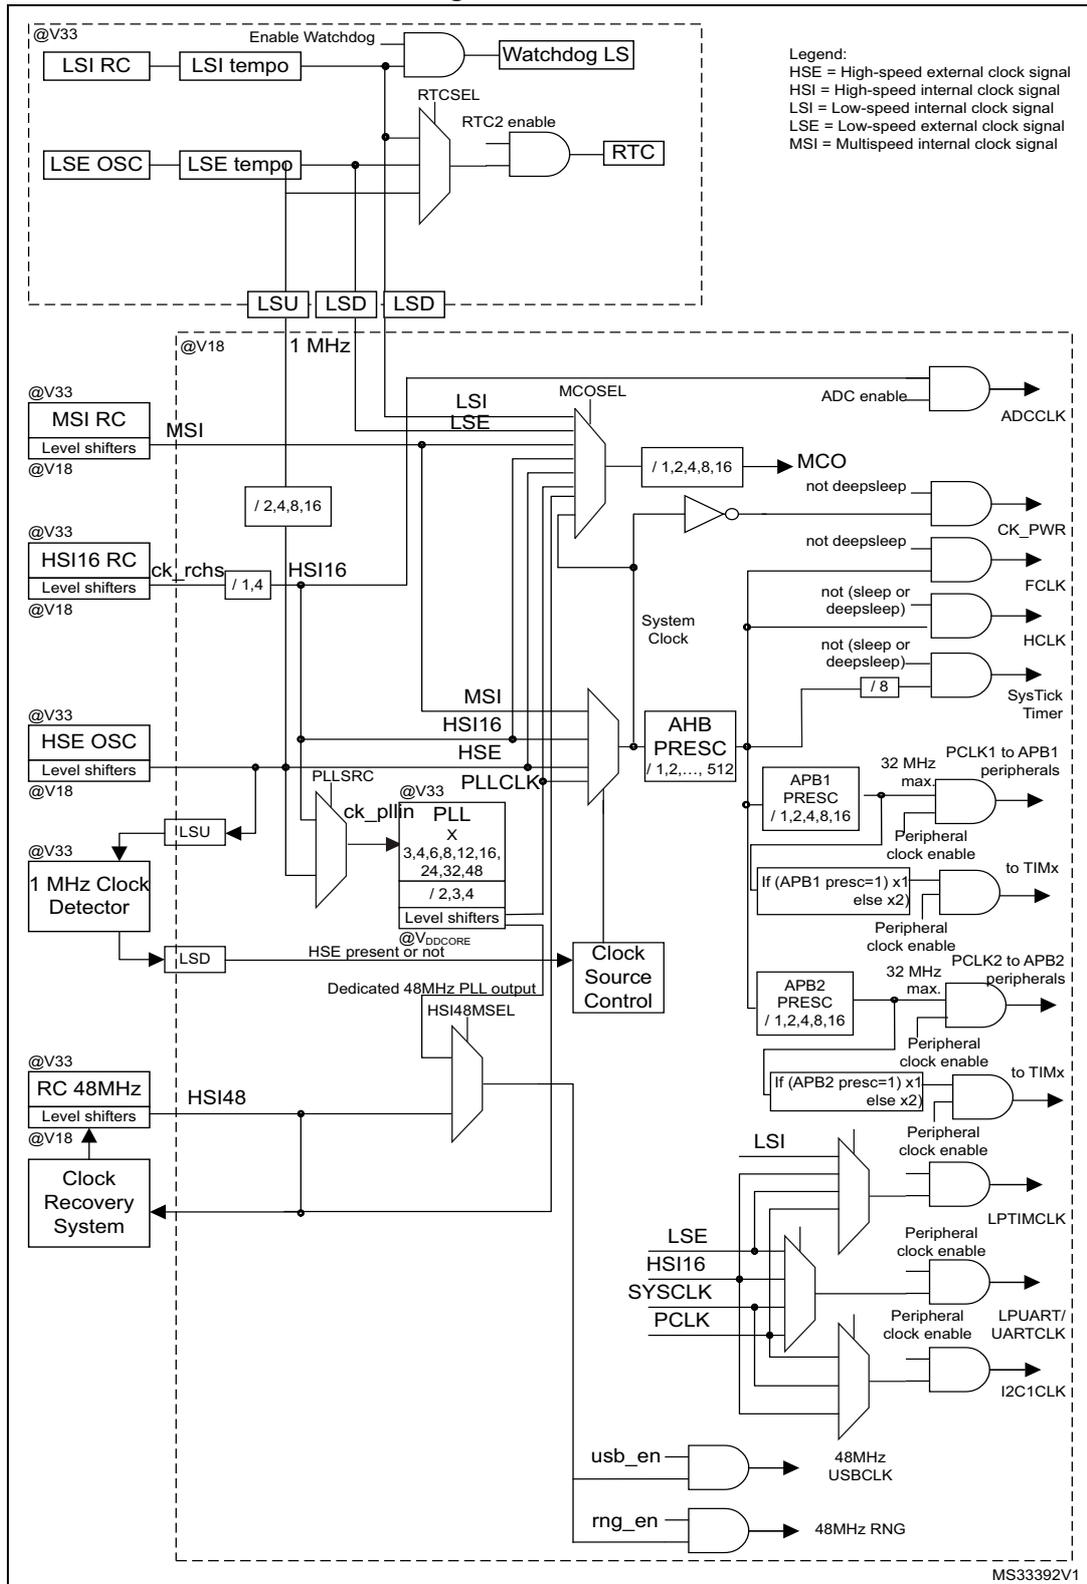 @V33
Enable Watchdog
Watchdog LS
LSI RC
LSI tempo
Legend:
HSE = High-speed external clock signal
HSI = High-speed internal clock signal
LSI = Low-speed internal clock signal
LSE = Low-speed external clock signal
MSI = Multispeed internal clock signal
RTCSEL
RTC2 enable
RTC
LSE OSC
LSE tempo
LSU
LSD
LSD
@V18
1 MHz
@V33
MSI RC
Level shifters
@V18
MSI
LSI
LSE
MCOSEL
ADC enable
ADCCLK
/ 1,2,4,8,16
MCO
/ 2,4,8,16
not deepsleep
CK_PWR
@V33
HSI16 RC
Level shifters
@V18
ck_rchs
/ 1,4
HSI16
not deepsleep
FCLK
not (sleep or
deepsleep)
HCLK
System
Clock
not (sleep or
deepsleep)
/ 8
SysTick
Timer
MSI
HSI16
HSE
PLLCLK
AHB
PRESC
/ 1,2,…, 512
@V33
HSE OSC
Level shifters
@V18
PLLSRC
ck_pllin
@V33
PLL
X
3,4,6,8,12,16,
24,32,48
/ 2,3,4
Level shifters
@VDDCORE
APB1
PRESC
/ 1,2,4,8,16
32 MHz
max.
PCLK1 to APB1
peripherals
Peripheral
clock enable
LSU
@V33
1 MHz Clock
Detector
LSD
HSE present or not
Clock
Source
Control
If (APB1 presc=1) x1
else x2)
to TIMx
Peripheral
clock enable
Dedicated 48MHz PLL output
HSI48MSEL
APB2
PRESC
/ 1,2,4,8,16
32 MHz
max.
PCLK2 to APB2
peripherals
Peripheral
clock enable
@V33
RC 48MHz
Level shifters
@V18
HSI48
If (APB2 presc=1) x1
else x2)
to TIMx
Peripheral
clock enable
Clock
Recovery
System
LSI
LPTIMCLK
LSE
HSI16
SYSCLK
PCLK
Peripheral
clock enable
LPUART/
UARTCLK
Peripheral
clock enable
I2C1CLK
usb_en
48MHz
USBCLK
rng_en
48MHz RNG
MS33392V1